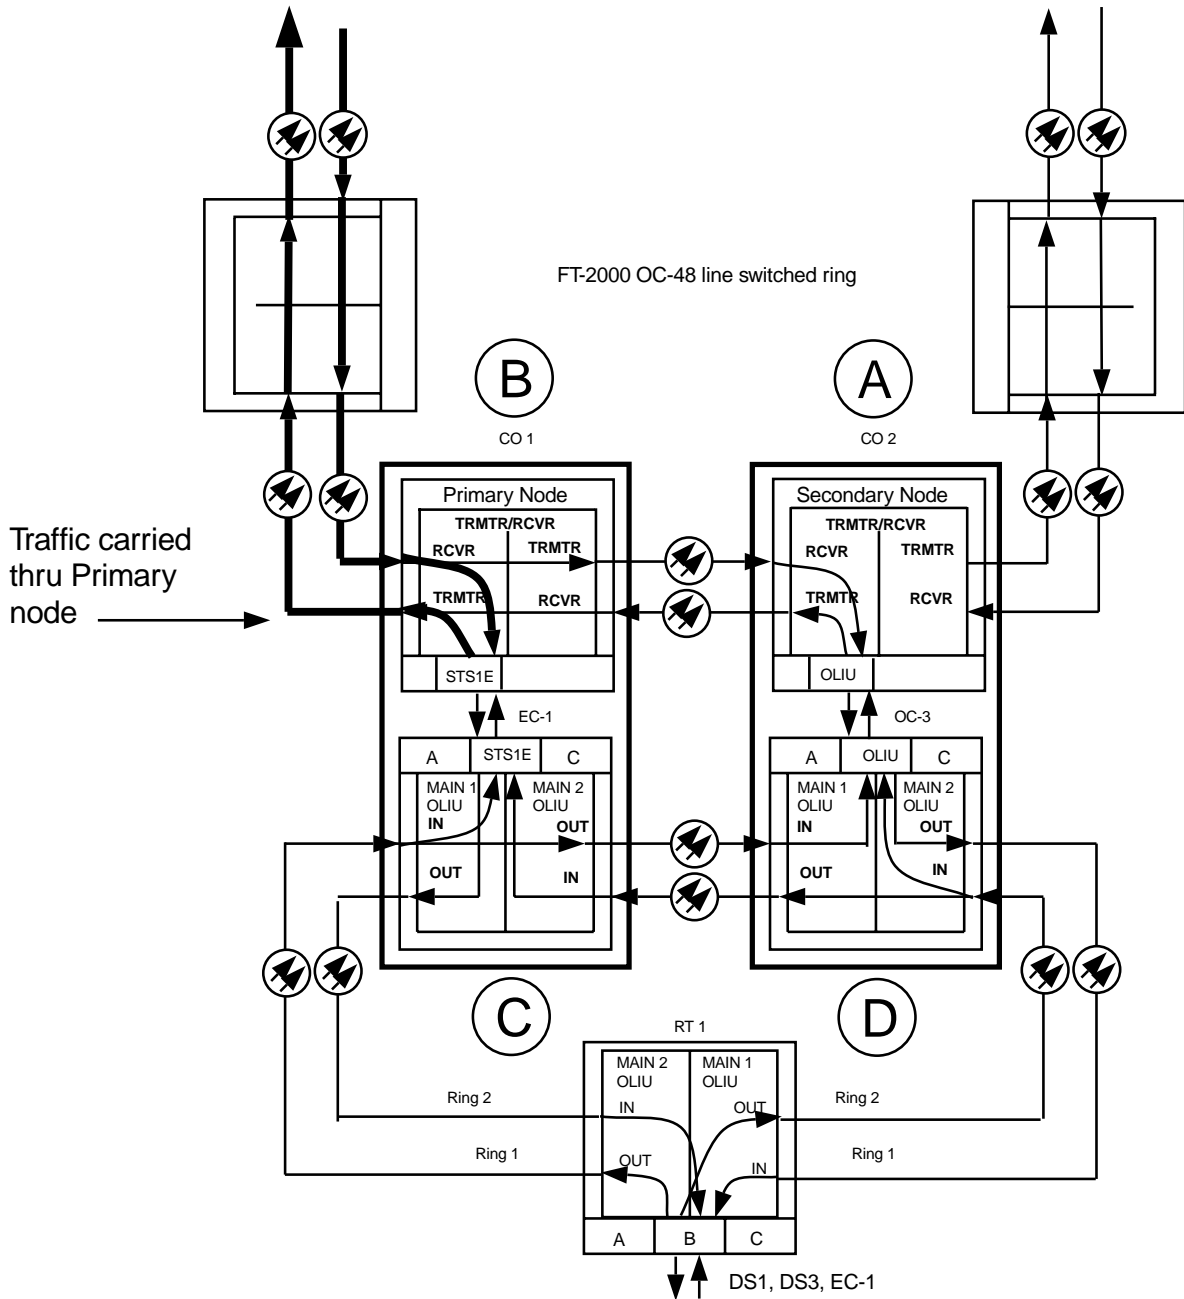 FT-2000 OC-48 line switched ring
B
A
CO 1
CO 2
Primary Node
Secondary Node
TRMTR/RCVR
TRMTR/RCVR
RCVR
TRMTR
RCVR
TRMTR
Traffic carried
thru Primary
node
TRMTR
RCVR
TRMTR
RCVR
STS1E
OLIU
EC-1
OC-3
A
STS1E
C
A
OLIU
C
MAIN 1
OLIU
MAIN 2
OLIU
MAIN 1
OLIU
MAIN 2
OLIU
IN
OUT
IN
OUT
OUT
IN
OUT
IN
C
D
RT 1
MAIN 2
OLIU
MAIN 1
OLIU
Ring 2
IN
OUT
Ring 2
Ring 1
OUT
IN
Ring 1
A
B
C
DS1, DS3, EC-1